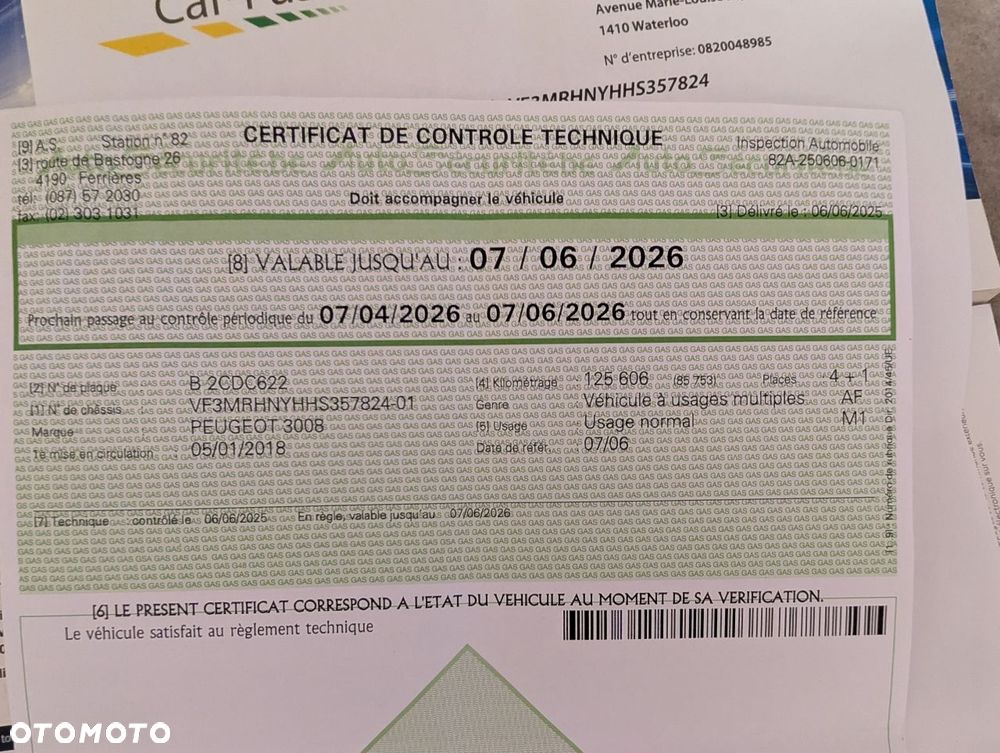 Car-Pa
Avenue Marie-Louise
1410 Waterloo
N° d'entreprise: 0820048985
VF3MRHNYHHS357824
CERTIFICAT DE CONTROLE TECHNIQUE
[9] A.S. Station n° 82
[3] route de Bastogne 26
4190 Ferrières
tél: (087) 57 2030
fax: (02) 303 1031
Inspection Automobile
82A-250606-0171
Doit accompagner le véhicule
[3] Délivré le : 06/06/2025
[8] VALABLE JUSQU'AU : 07 / 06 / 2026
Prochain passage au contrôle périodique du 07/04/2026 au 07/06/2026 tout en conservant la date de référence
[2] N° de plaque : B 2CDC622 [4] Kilométrage 125 606 (85 753) Places 4 + 1
[1] N° de châssis : VF3MRHNYHHS357824-01 Genre Véhicule à usages multiples AF
Marque : PEUGEOT 3008 [5] Usage Usage normal M1
1e mise en circulation : 05/01/2018 Date de réfét. 07/06
[7] Technique : contrôlé le 06/06/2025 En règle, valable jusqu'au : 07/06/2026
[6] LE PRESENT CERTIFICAT CORRESPOND A L'ETAT DU VEHICULE AU MOMENT DE SA VERIFICATION.
Le véhicule satisfait au règlement technique
OTOMOTO